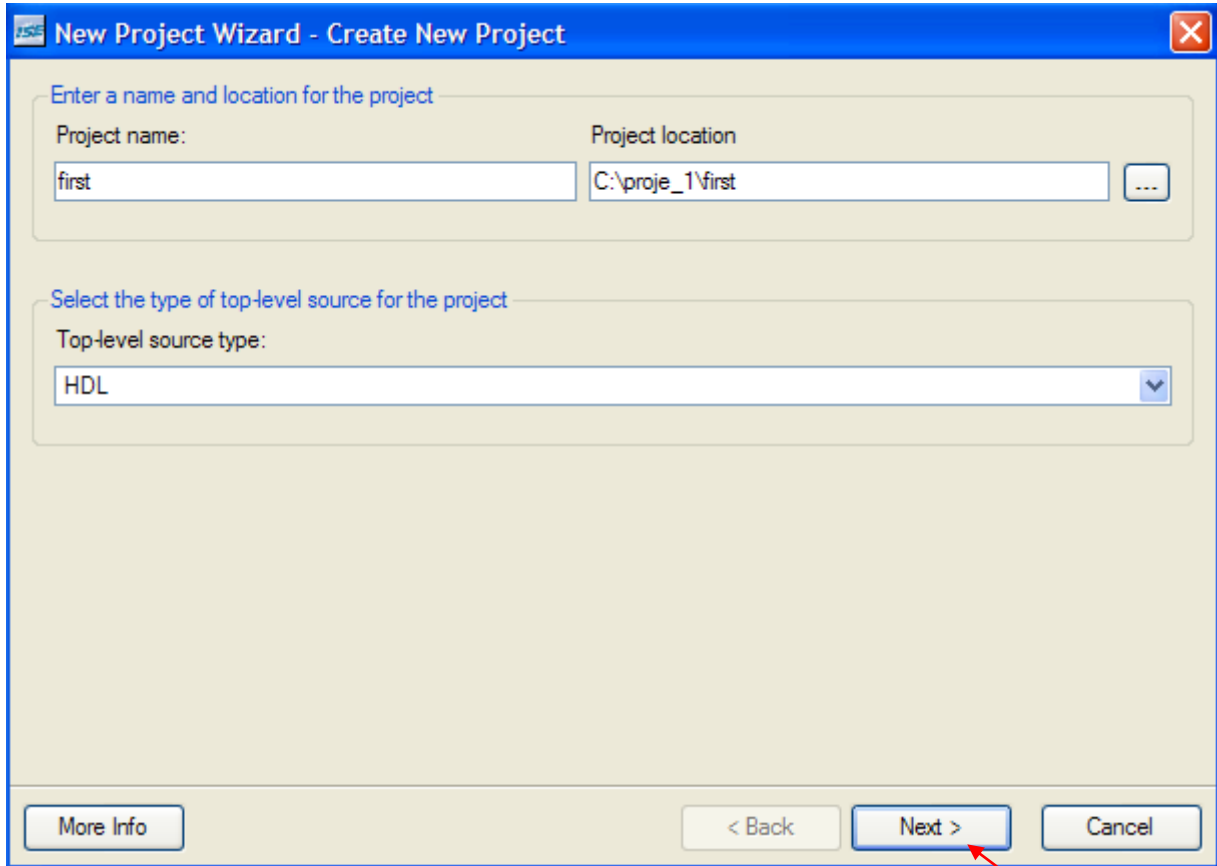 ISE New Project Wizard - Create New Project
Enter a name and location for the project
Project name: Project location
first C:\proje_1\first ...
Select the type of top-level source for the project
Top-level source type:
HDL
More Info < Back Next > Cancel